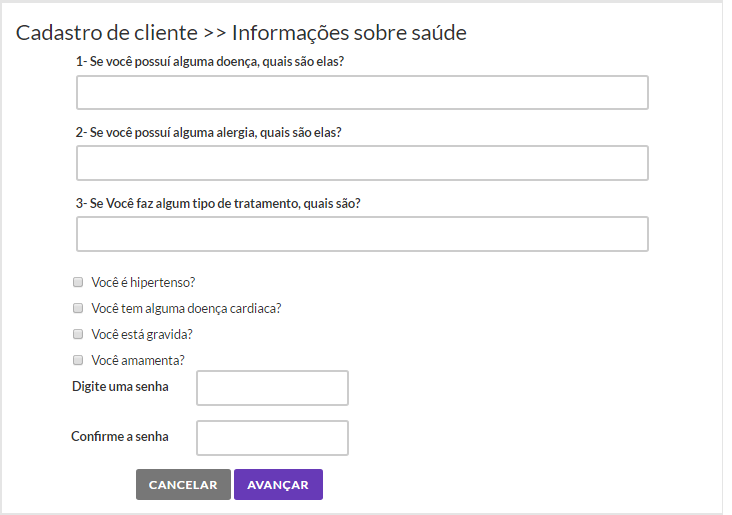 Cadastro de cliente >> Informações sobre saúde
1- Se você possuí alguma doença, quais são elas?
2- Se você possuí alguma alergia, quais são elas?
3- Se Você faz algum tipo de tratamento, quais são?
Você é hipertenso?
Você tem alguma doença cardiaca?
Você está gravida?
Você amamenta?
Digite uma senha
Confirme a senha
CANCELAR AVANÇAR